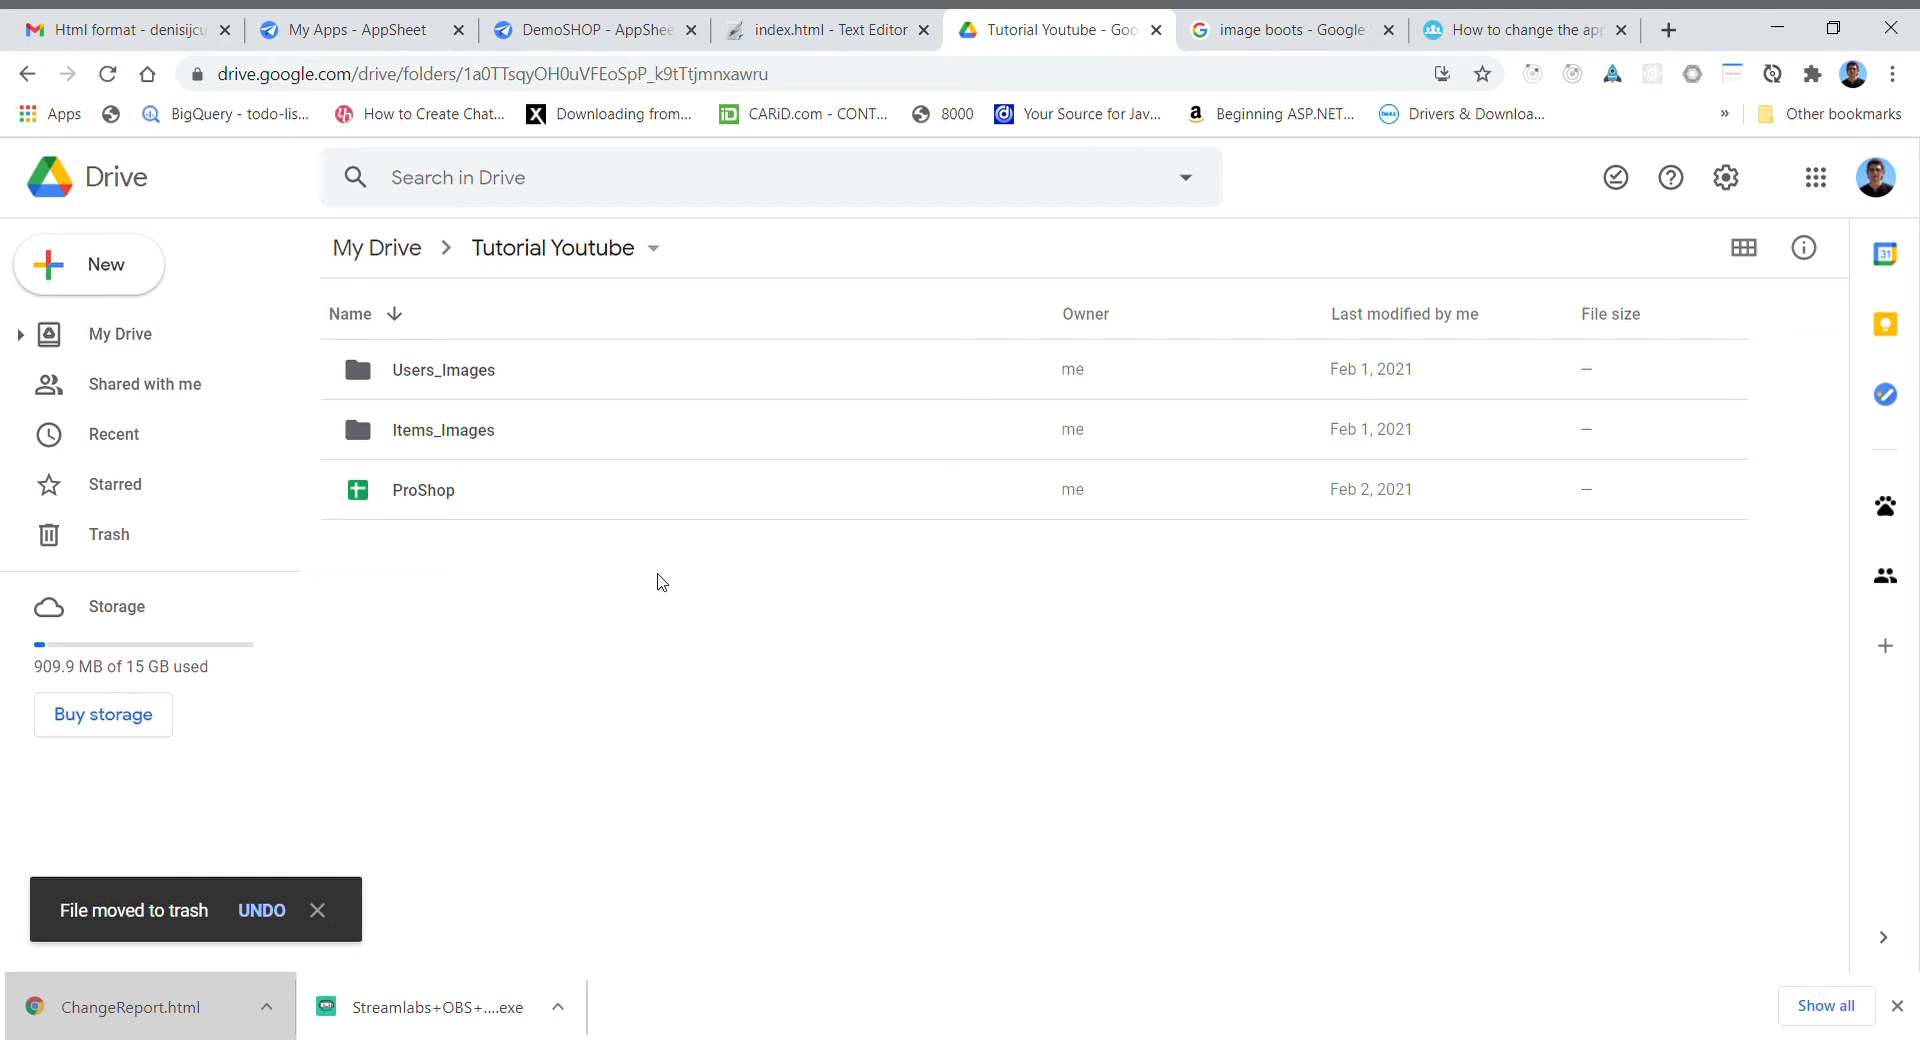 Html format - denisijcu
My Apps - AppSheet
DemoSHOP - AppShee
index.html - Text Editor
Tutorial Youtube - Goo
image boots - Google S
How to change the app
drive.google.com/drive/folders/1a0TTsqyOH0uVFEoSpP_k9tTtjmnxawru
Apps
BigQuery - todo-lis...
How to Create Chat...
Downloading from...
CARiD.com - CONT...
8000
Your Source for Jav...
Beginning ASP.NET...
Drivers & Downloa...
»
Other bookmarks
Drive
Search in Drive
New
My Drive > Tutorial Youtube
31
My Drive
Shared with me
Recent
Starred
Trash
Storage
909.9 MB of 15 GB used
Buy storage
Name Owner Last modified by me File size
Users_Images me Feb 1, 2021 —
Items_Images me Feb 1, 2021 —
ProShop me Feb 2, 2021 —
File moved to trash UNDO
ChangeReport.html
Streamlabs+OBS+....exe
Show all